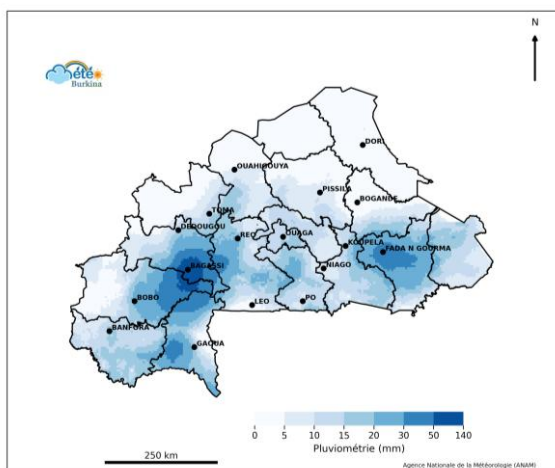 N
été
Burkina
DORI
OUAHIGOUYA
PISSILA
BOGANDE
TOMA
DEDOUGOU
REO
OUAGA
KOUPELA
FADA N GOURMA
BAGASSI
NIAGO
BOBO
LEO
PO
BANFORA
GAOUA
0 5 10 15 20 30 50 140
Pluviométrie (mm)
250 km
Agence Nationale de la Météorologie (ANAM)